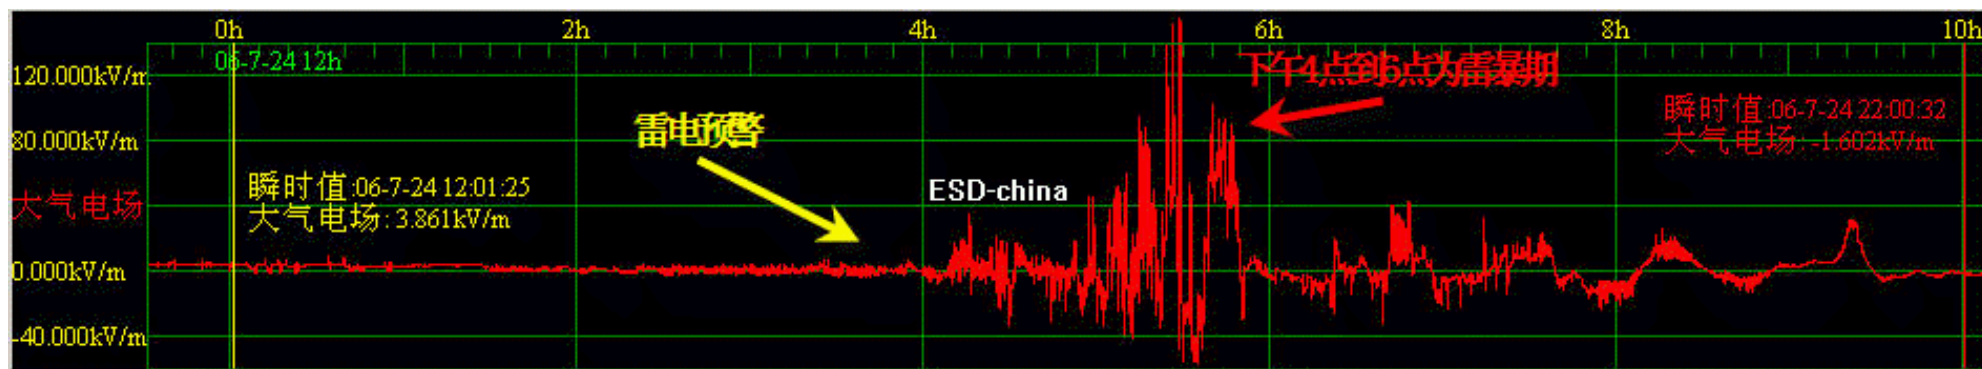 0h 2h 4h 6h 8h 10h
06-7-24 12h
120.000kV/m
下午4点到6点为雷暴期
瞬时值:06-7-24 22:00:32
雷电预警
80.000kV/m
大气电场: -1.602kV/m
瞬时值:06-7-24 12:01:25
ESD-china
大气电场
大气电场: 3.861kV/m
0.000kV/m
-40.000kV/m